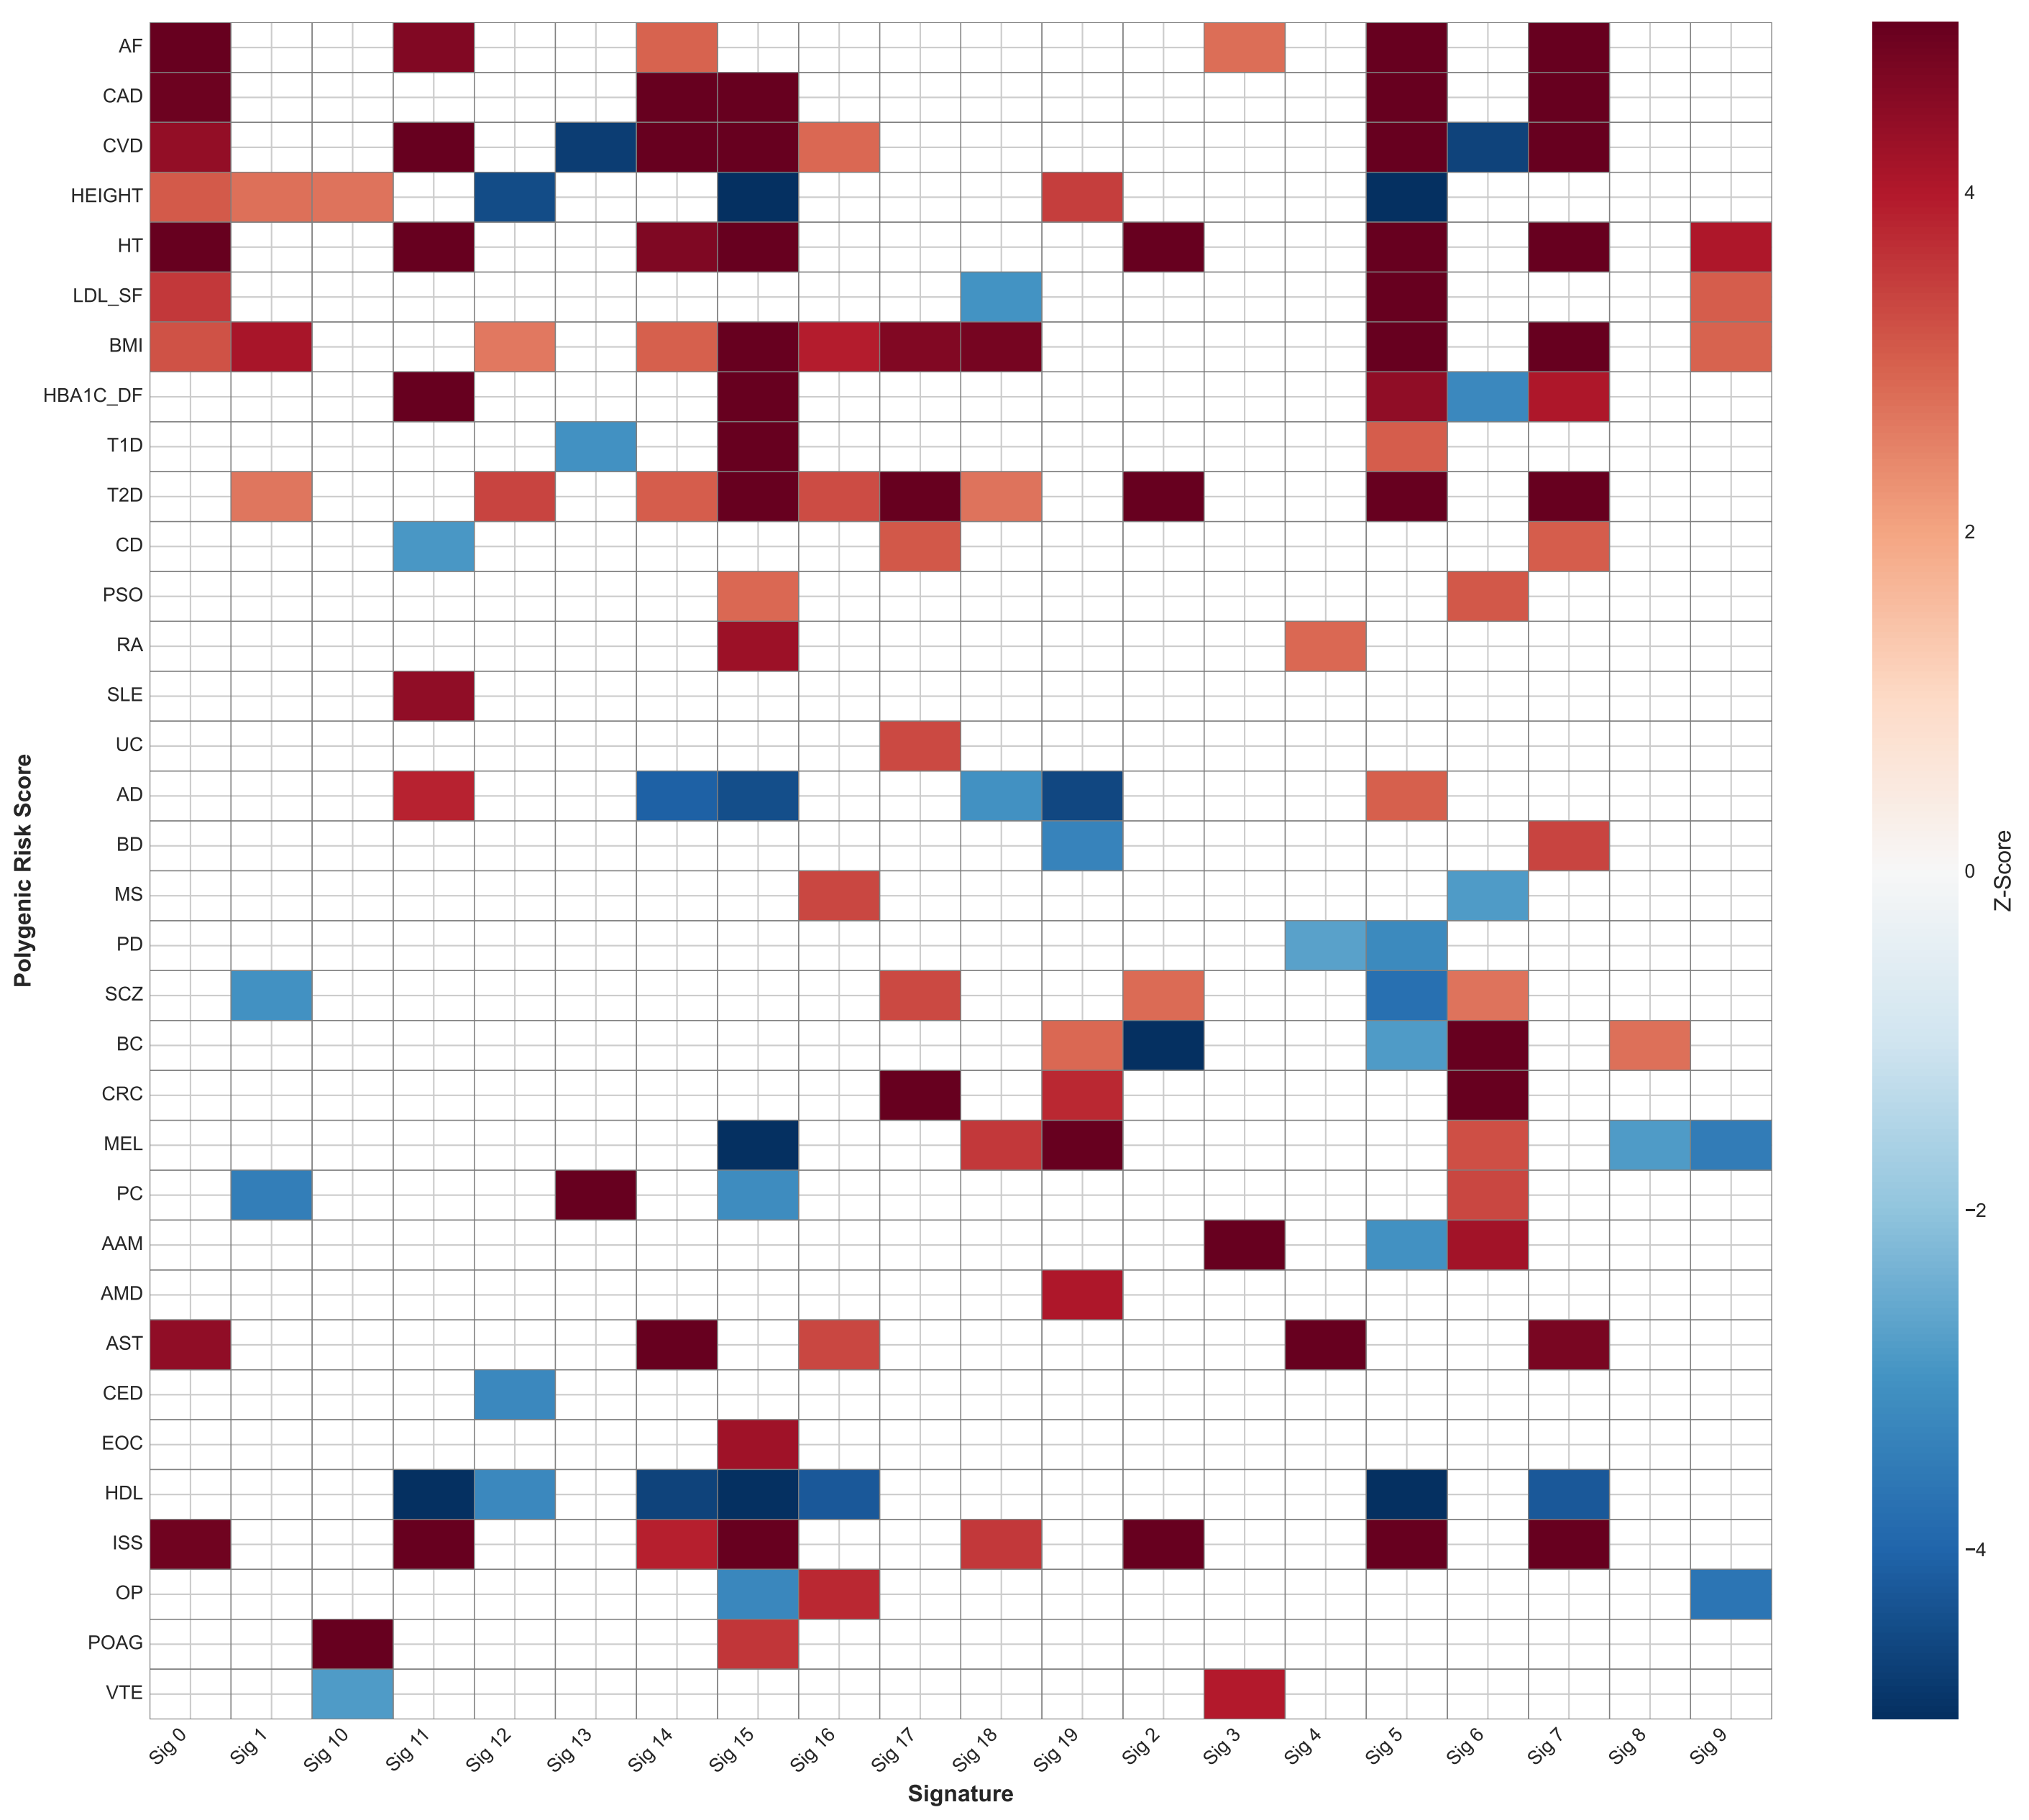 Polygenic Risk Score
AF
CAD
CVD
HEIGHT
HT
LDL_SF
BMI
HBA1C_DF
T1D
T2D
CD
PSO
RA
SLE
UC
AD
BD
MS
PD
SCZ
BC
CRC
MEL
PC
AAM
AMD
AST
CED
EOC
HDL
ISS
OP
POAG
VTE
Sig 0
Sig 1
Sig 10
Sig 11
Sig 12
Sig 13
Sig 14
Sig 15
Sig 16
Sig 17
Sig 18
Sig 19
Sig 2
Sig 3
Sig 4
Sig 5
Sig 6
Sig 7
Sig 8
Sig 9
Signature
4
2
0
−2
−4
Z-Score